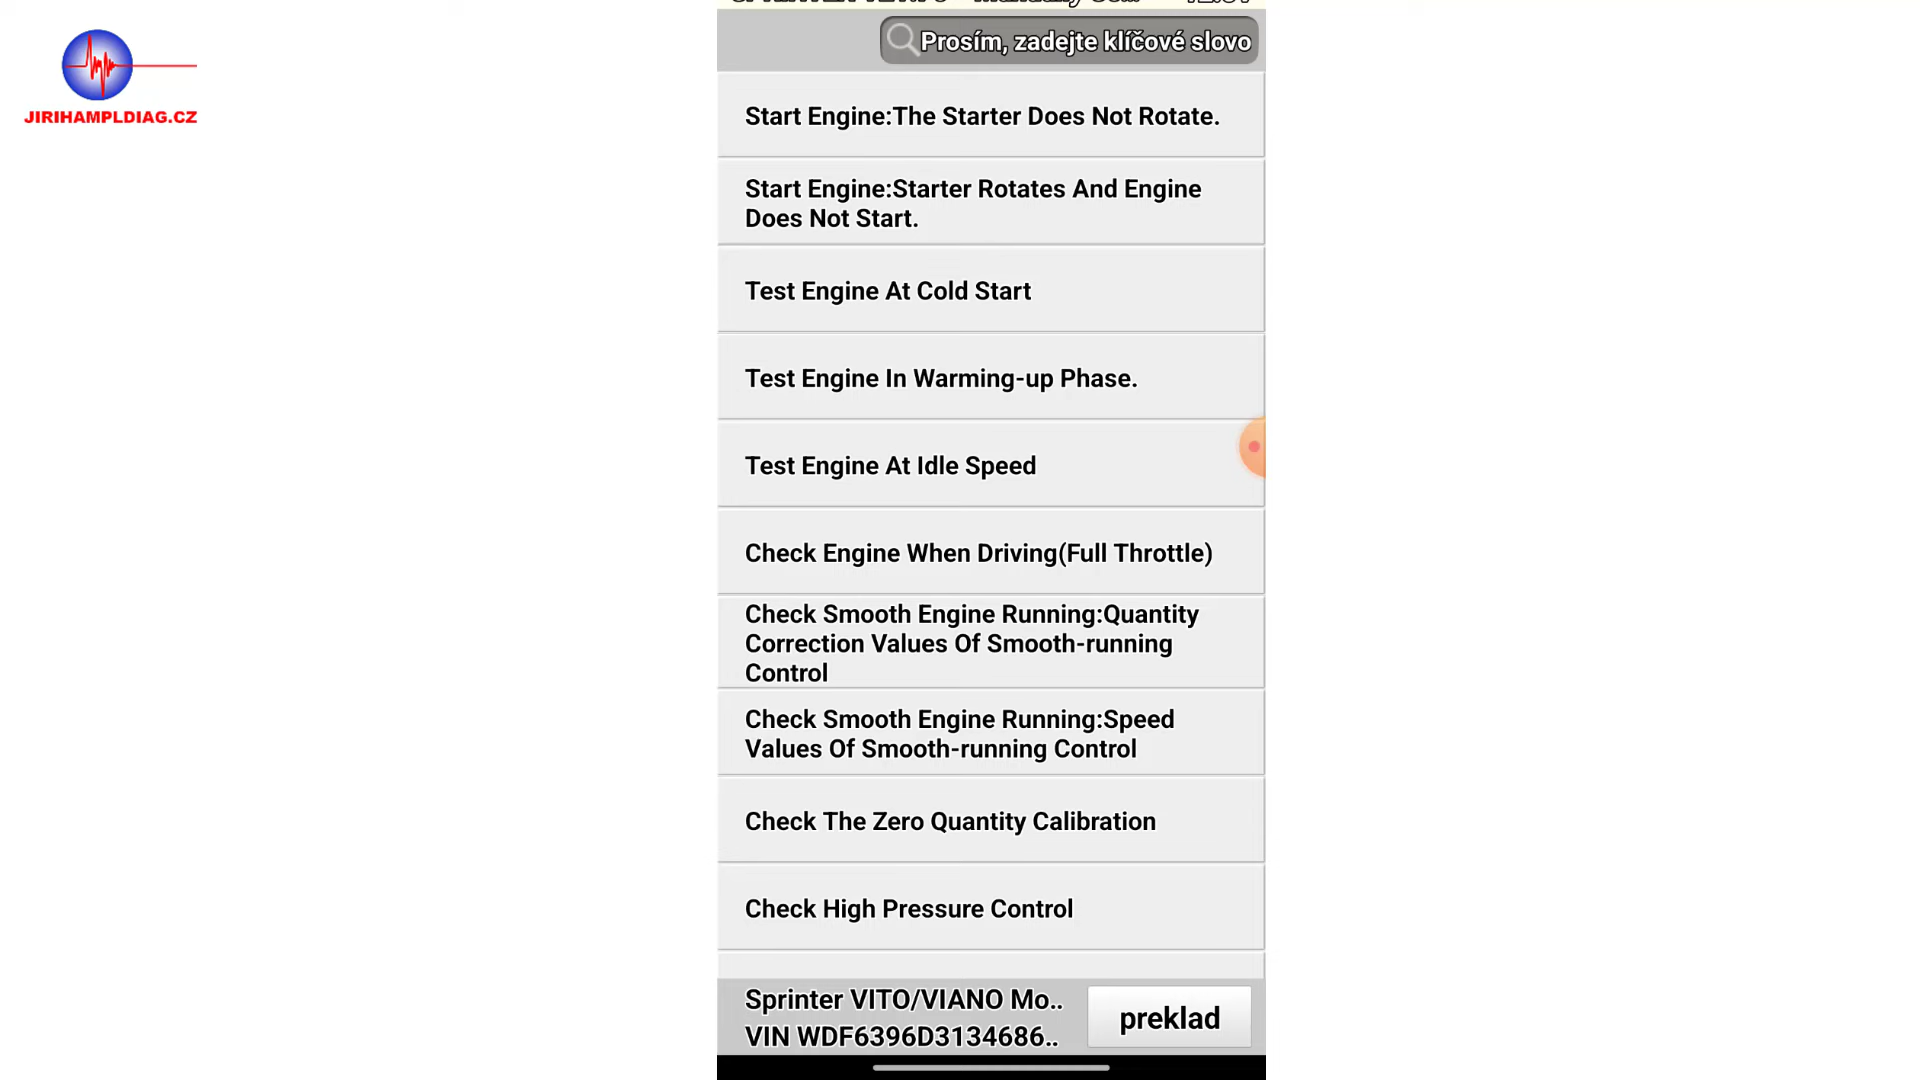 JIRIHAMPLDIAG.CZ
Prosím, zadejte klíčové slovo
Start Engine:The Starter Does Not Rotate.
Start Engine:Starter Rotates And Engine
Does Not Start.
Test Engine At Cold Start
Test Engine In Warming-up Phase.
Test Engine At Idle Speed
Check Engine When Driving(Full Throttle)
Check Smooth Engine Running:Quantity
Correction Values Of Smooth-running
Control
Check Smooth Engine Running:Speed
Values Of Smooth-running Control
Check The Zero Quantity Calibration
Check High Pressure Control
Sprinter VITO/VIANO Mo..
VIN WDF6396D3134686..
preklad